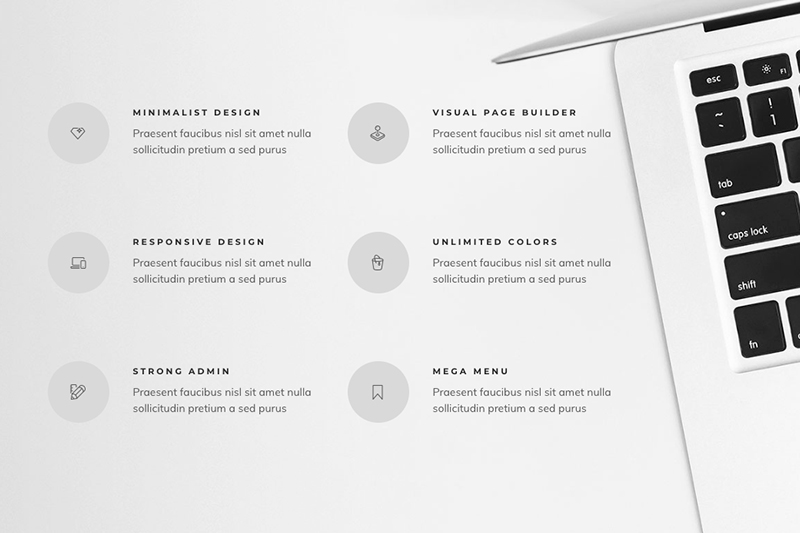 MINIMALIST DESIGN
Praesent faucibus nisl sit amet nulla
sollicitudin pretium a sed purus
VISUAL PAGE BUILDER
Praesent faucibus nisl sit amet nulla
sollicitudin pretium a sed purus
RESPONSIVE DESIGN
Praesent faucibus nisl sit amet nulla
sollicitudin pretium a sed purus
UNLIMITED COLORS
Praesent faucibus nisl sit amet nulla
sollicitudin pretium a sed purus
STRONG ADMIN
Praesent faucibus nisl sit amet nulla
sollicitudin pretium a sed purus
MEGA MENU
Praesent faucibus nisl sit amet nulla
sollicitudin pretium a sed purus
esc
F1
~
`
!
1
tab
caps lock
shift
fn